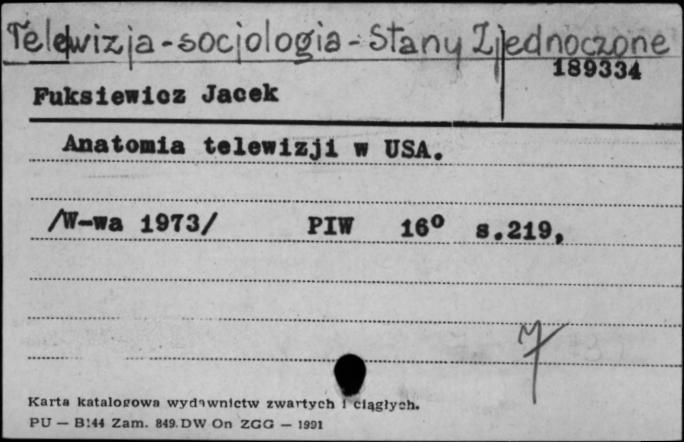 Telewizja - socjologia - Stany Zjednoczone
189334
Fuksiewicz Jacek
Anatomia telewizji w USA.
/W-wa 1973/ PIW 16° s.219,
Karta katalogowa wydawnictw zwartych i ciągłych.
PU — B144 Zam. 849. DW On ZGG — 1991